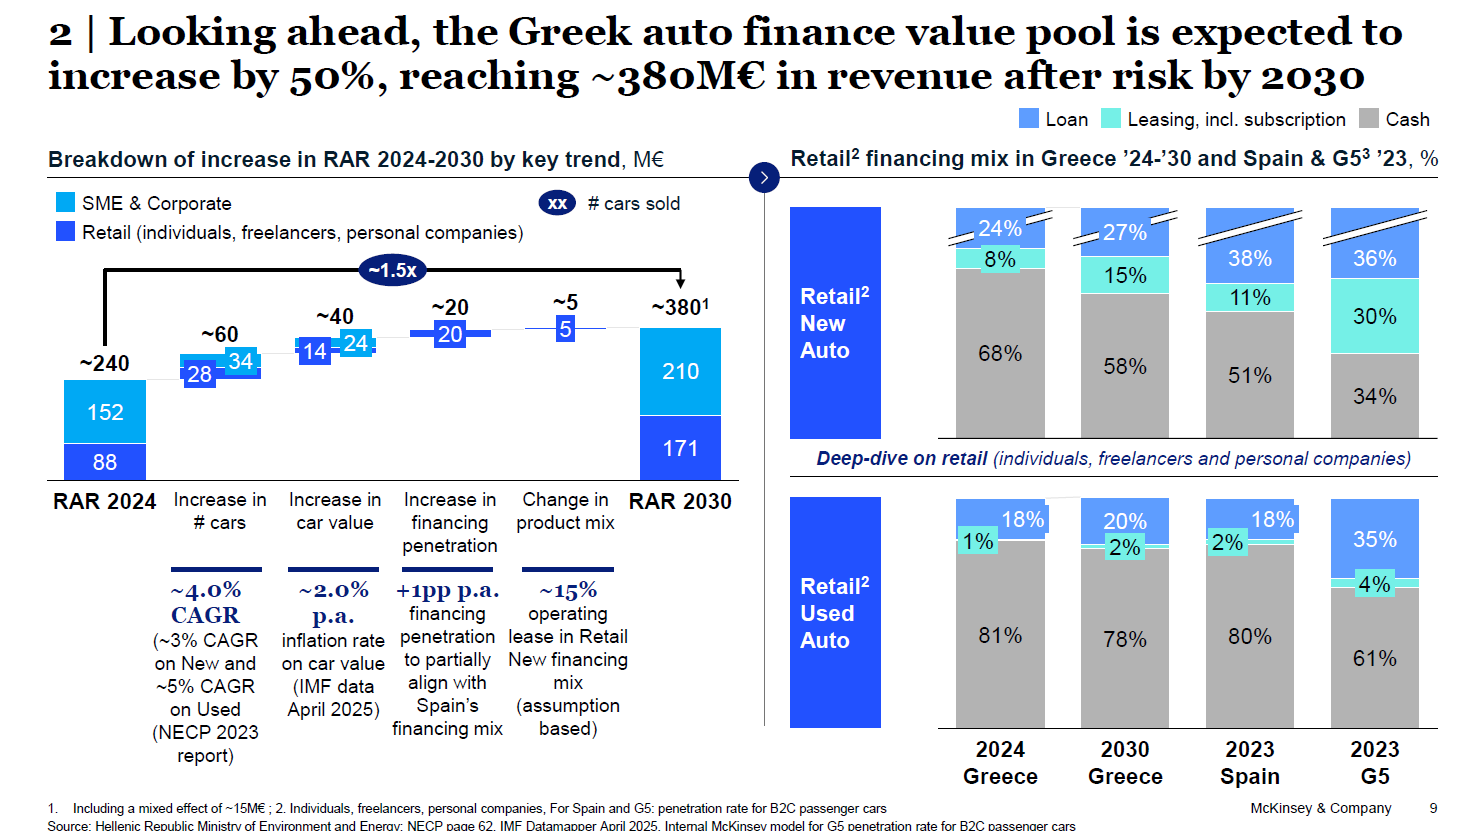 2 | Looking ahead, the Greek auto finance value pool is expected to
increase by 50%, reaching ~380M€ in revenue after risk by 2030
Loan
Leasing, incl. subscription
Cash
Breakdown of increase in RAR 2024-2030 by key trend, M€
SME & Corporate
Retail (individuals, freelancers, personal companies)
xx # cars sold
~1.5x
~240
~60
~40
~20
~5
~380¹
152
88
34
28
24
14
20
5
210
171
RAR 2024
Increase in
# cars
Increase in
car value
Increase in
financing
penetration
Change in
product mix
RAR 2030
~4.0%
CAGR
(~3% CAGR
on New and
~5% CAGR
on Used
(NECP 2023
report)
~2.0%
p.a.
inflation rate
on car value
(IMF data
April 2025)
+1pp p.a.
financing
penetration
to partially
align with
Spain’s
financing mix
~15%
operating
lease in Retail
New financing
mix
(assumption
based)
Retail² financing mix in Greece ’24-’30 and Spain & G5³ ’23, %
Retail²
New
Auto
24%
8%
68%
27%
15%
58%
38%
11%
51%
36%
30%
34%
Deep-dive on retail (individuals, freelancers and personal companies)
Retail²
Used
Auto
18%
1%
81%
20%
2%
78%
18%
2%
80%
35%
4%
61%
2024
Greece
2030
Greece
2023
Spain
2023
G5
1. Including a mixed effect of ~15M€ ; 2. Individuals, freelancers, personal companies, For Spain and G5: penetration rate for B2C passenger cars
Source: Hellenic Republic Ministry of Environment and Energy: NECP page 62, IMF Datamapper April 2025, Internal McKinsey model for G5 penetration rate for B2C passenger cars
McKinsey & Company 9